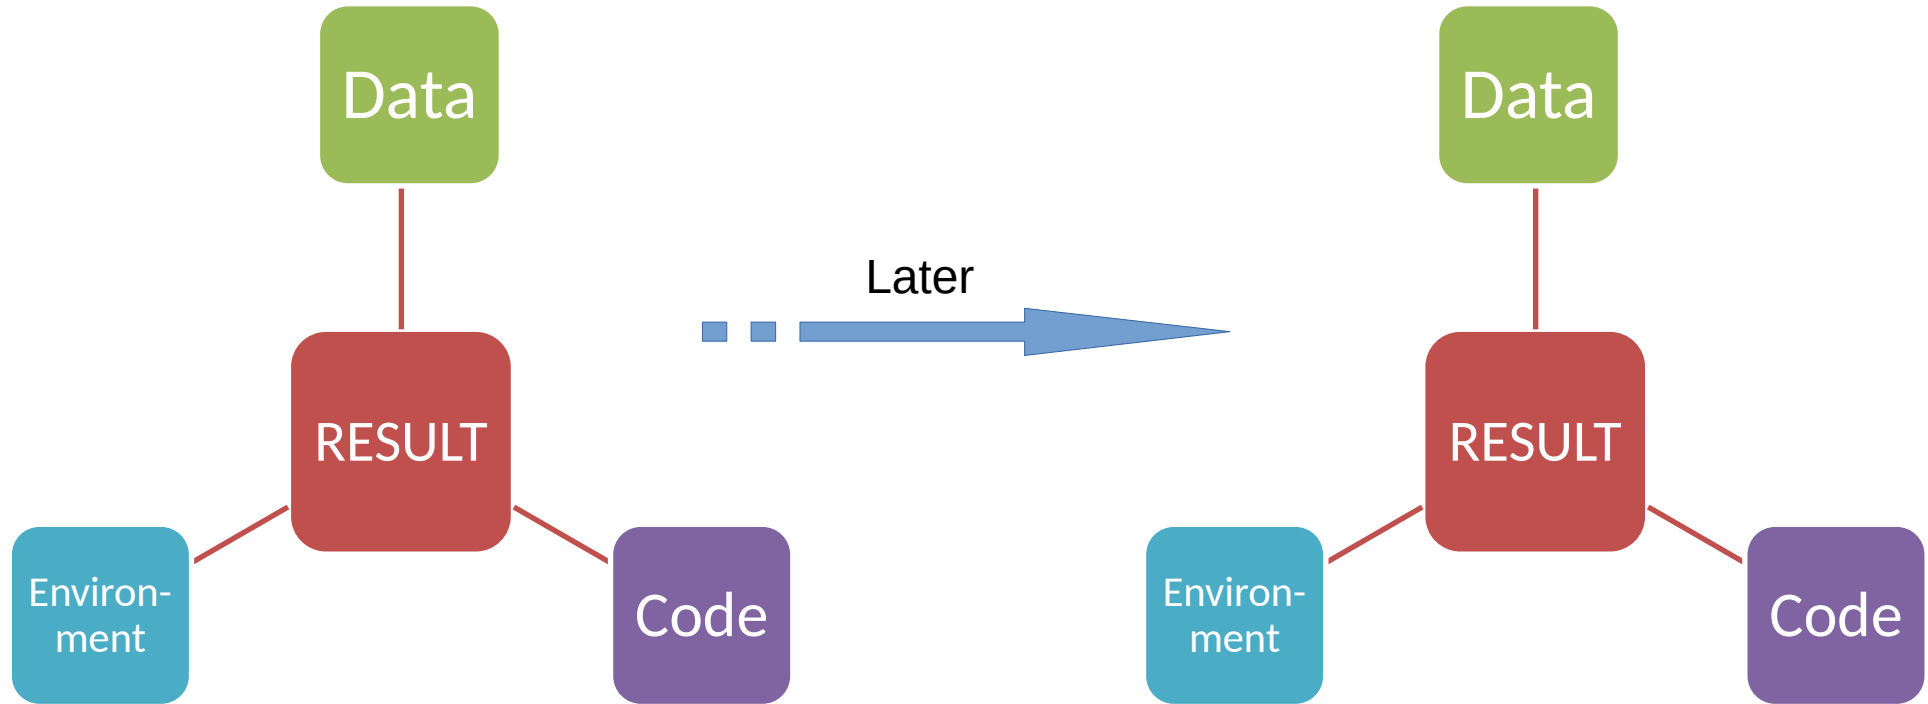 Data
RESULT
Environ-
ment
Code
Later
Data
RESULT
Environ-
ment
Code